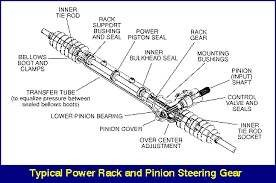 INNER
TIE ROD
RACK
SUPPORT
BUSHING
AND SEAL
POWER
PISTON SEAL
RACK
GEAR
INNER
BULKHEAD SEAL
MOUNTING
BUSHINGS
BELLOWS
BOOT AND
CLAMPS
PINION
(INPUT)
SHAFT
TRANSFER TUBE
(to equalize pressure between
sealed bellows boots)
CONTROL
VALVE AND
SEALS
LOWER PINION BEARING
INNER
TIE ROD
SOCKET
PINION COVER
OVER CENTER
ADJUSTMENT
Typical Power Rack and Pinion Steering Gear